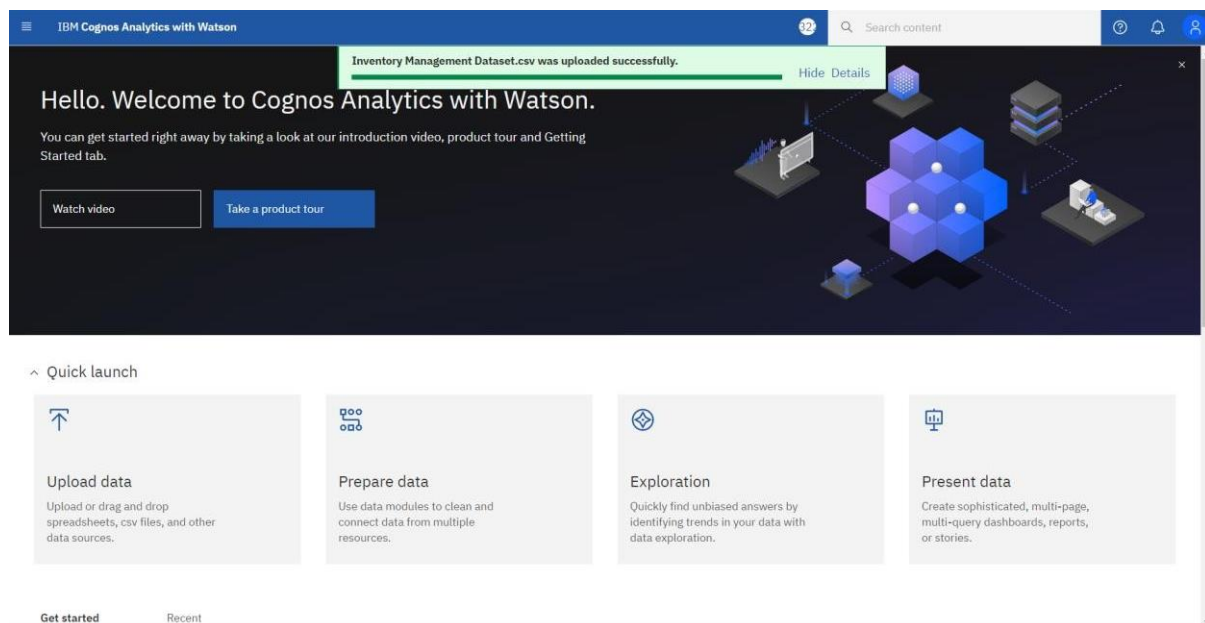 IBM Cognos Analytics with Watson
Search content
Inventory Management Dataset.csv was uploaded successfully.
Hide Details
Hello. Welcome to Cognos Analytics with Watson.
You can get started right away by taking a look at our introduction video, product tour and Getting
Started tab.
Watch video
Take a product tour
Quick launch
Upload data
Upload or drag and drop
spreadsheets, csv files, and other
data sources.
Prepare data
Use data modules to clean and
connect data from multiple
resources.
Exploration
Quickly find unbiased answers by
identifying trends in your data with
data exploration.
Present data
Create sophisticated, multi-page,
multi-query dashboards, reports,
or stories.
Get started
Recent